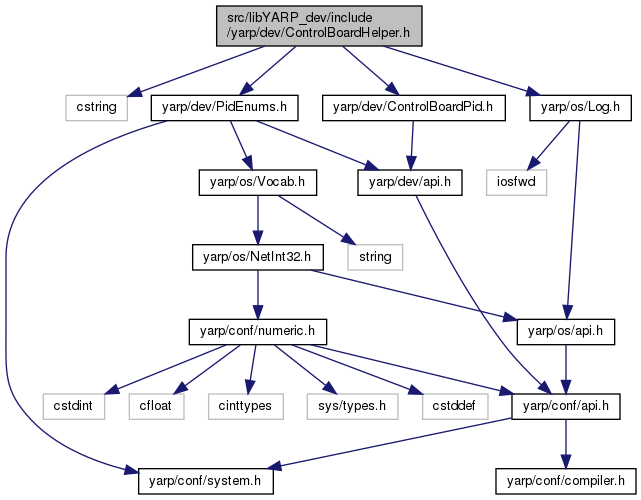 src/libYARP_dev/include
/yarp/dev/ControlBoardHelper.h
cstring
yarp/dev/PidEnums.h
yarp/dev/ControlBoardPid.h
yarp/os/Log.h
yarp/os/Vocab.h
yarp/dev/api.h
iosfwd
yarp/os/NetInt32.h
string
yarp/conf/numeric.h
yarp/os/api.h
cstdint
cfloat
cinttypes
sys/types.h
cstddef
yarp/conf/api.h
yarp/conf/system.h
yarp/conf/compiler.h